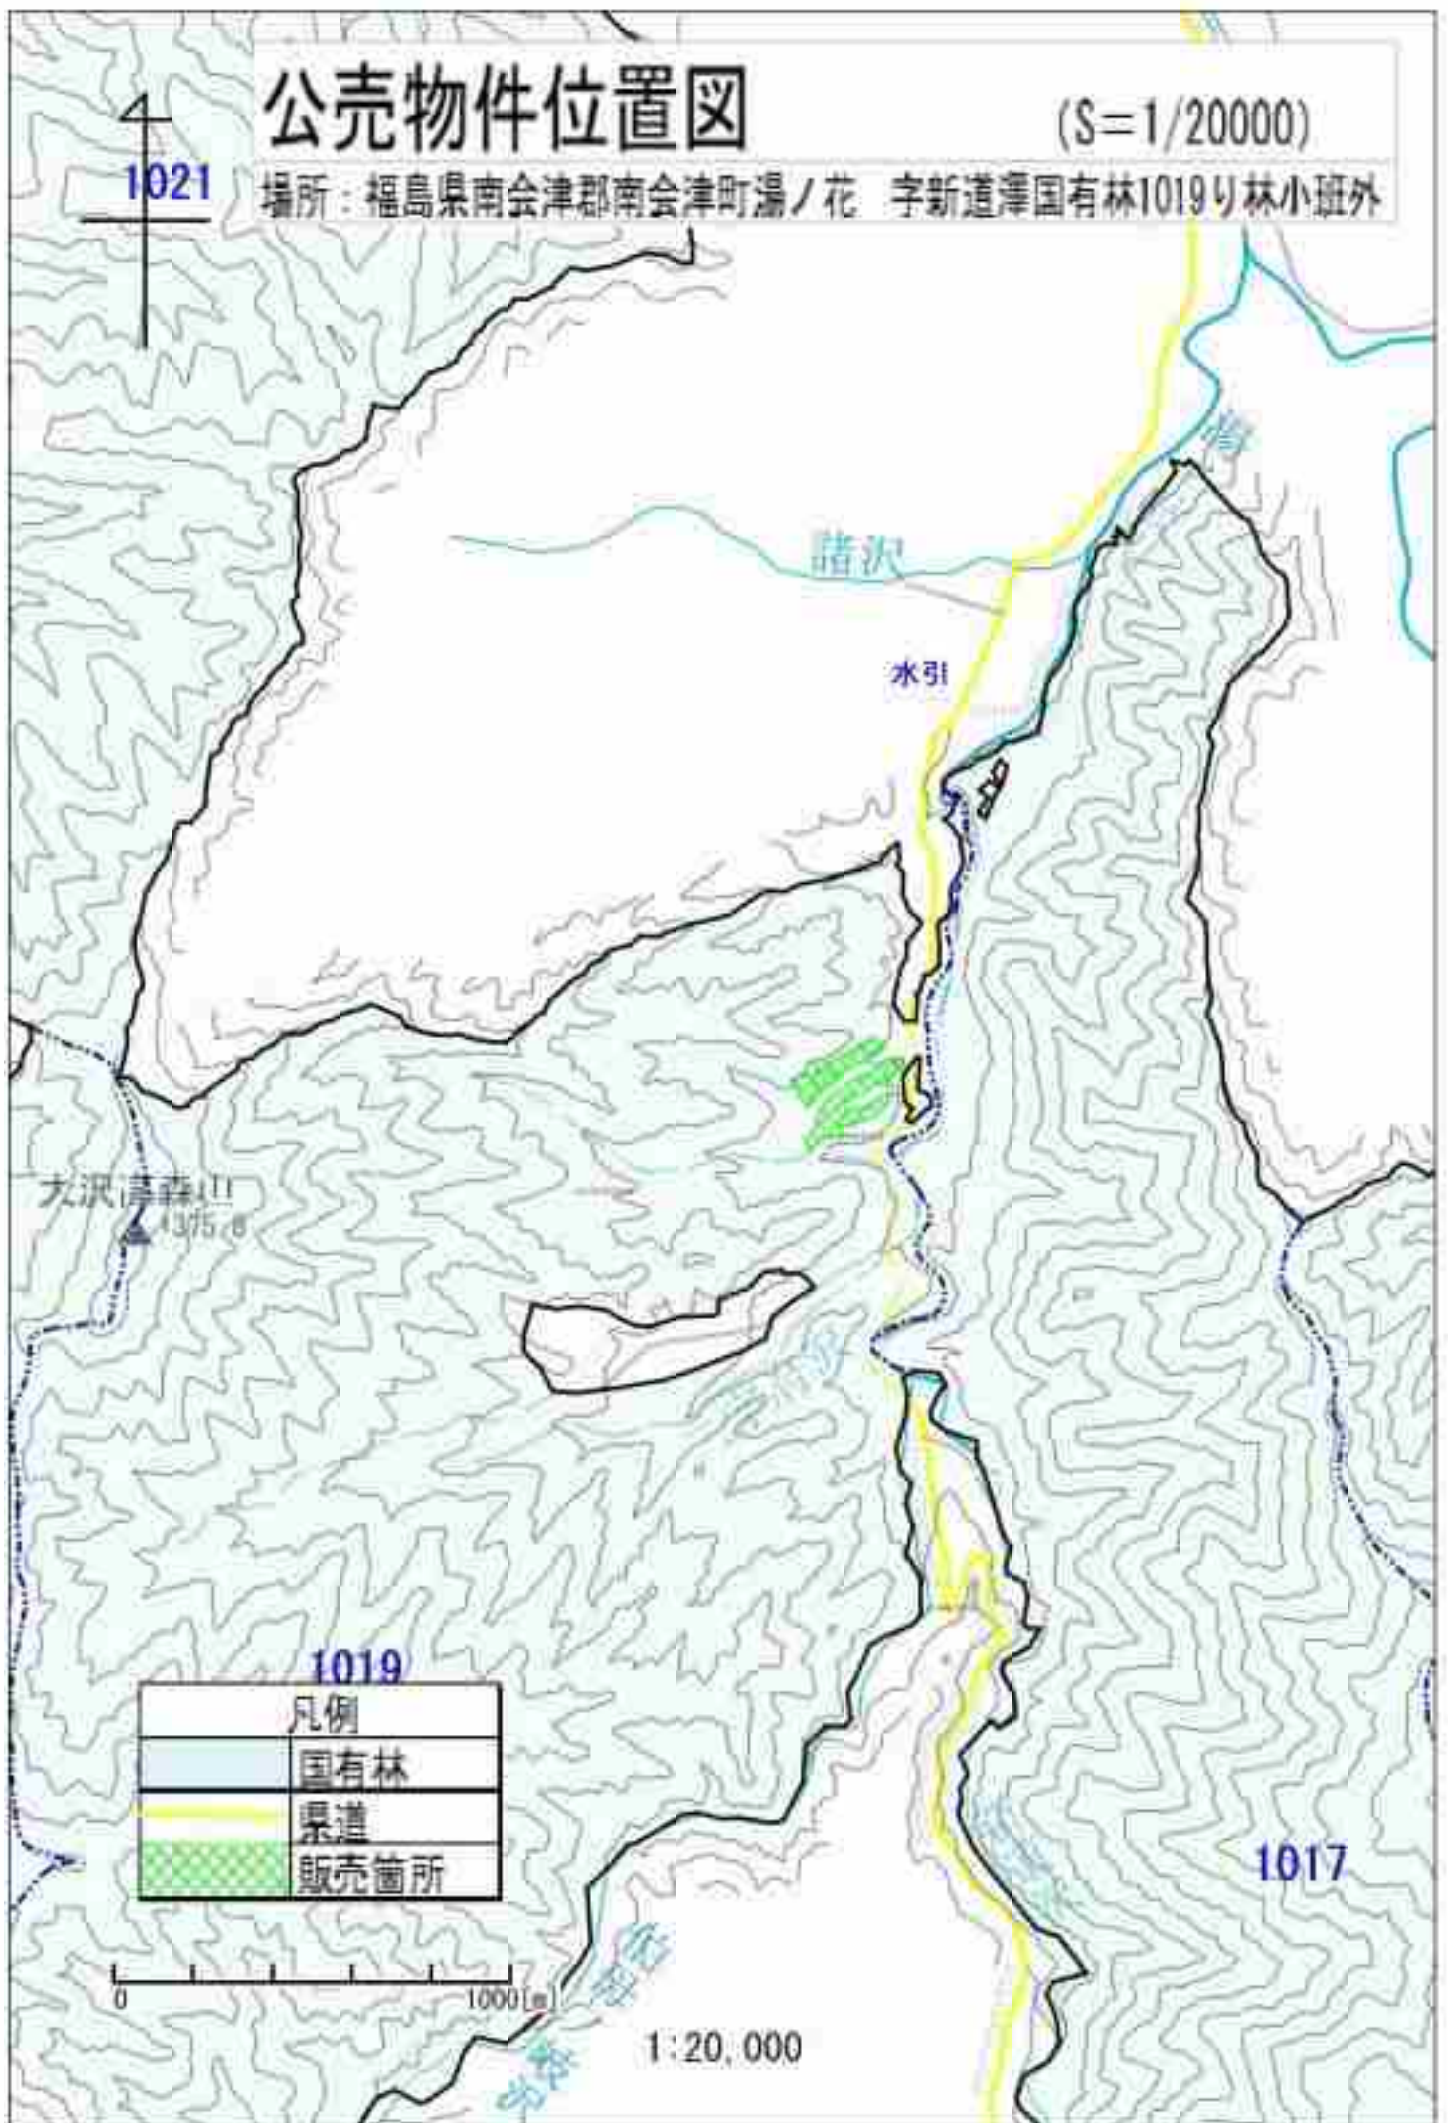 公売物件位置図
(S=1/20000)
1021
場所:福島県南会津郡南会津町湯ノ花 字新道澤国有林1019り林小班外
諸沢
水引
1375.8
1019
凡例
国有林
県道
販売箇所
1017
0
1000[m]
1:20,000